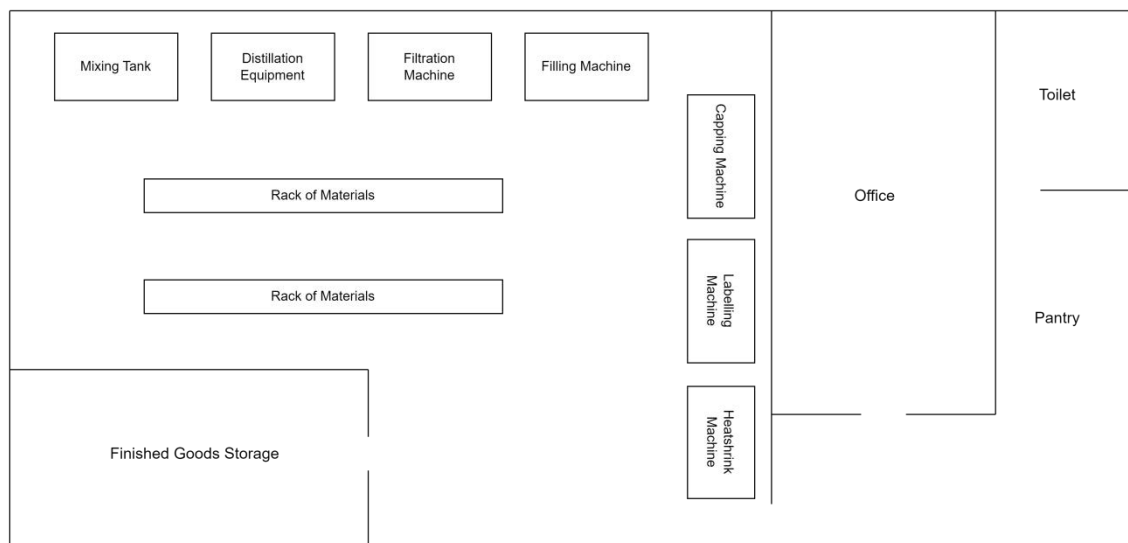 Mixing Tank
Distillation
Equipment
Filtration
Machine
Filling Machine
Capping Machine
Toilet
Rack of Materials
Office
Labelling
Machine
Rack of Materials
Pantry
Heatshrink
Machine
Finished Goods Storage